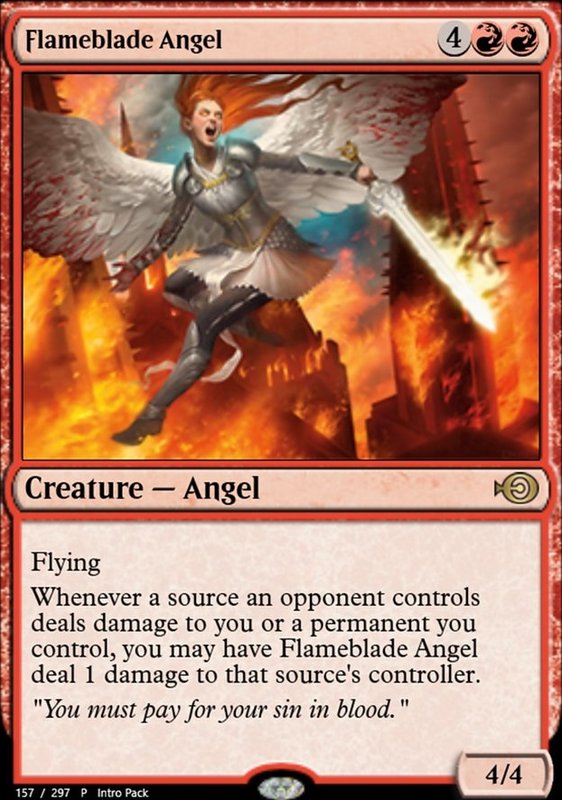 Flameblade Angel 4
Creature — Angel
Flying
Whenever a source an opponent controls
deals damage to you or a permanent you
control, you may have Flameblade Angel
deal 1 damage to that source's controller.
"You must pay for your sin in blood."
4/4
157 / 297 P Intro Pack